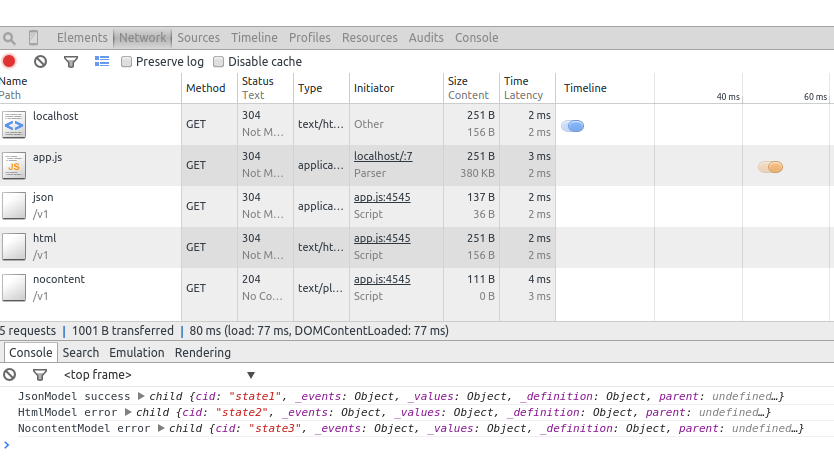 Elements Network Sources Timeline Profiles Resources Audits Console
Preserve log Disable cache
Name Method Status Type Initiator Size Time Timeline
Path Text Content Latency 40 ms 60 ms
localhost GET 304 text/ht… Other 251 B 2 ms
Not M… 156 B 2 ms
JS
app.js GET 304 applica… localhost/:7 251 B 3 ms
Not M… Parser 380 KB 2 ms
json GET 304 applica… app.js:4545 137 B 2 ms
/v1 Not M… Script 36 B 2 ms
html GET 304 text/ht… app.js:4545 251 B 2 ms
/v1 Not M… Script 156 B 2 ms
nocontent GET 204 text/pl… app.js:4545 111 B 4 ms
/v1 No Co… Script 0 B 3 ms
5 requests | 1001 B transferred | 80 ms (load: 77 ms, DOMContentLoaded: 77 ms)
Console Search Emulation Rendering
<top frame> ▼
JsonModel success ▶ child {cid: "state1", _events: Object, _values: Object, _definition: Object, parent: undefined…}
HtmlModel error ▶ child {cid: "state2", _events: Object, _values: Object, _definition: Object, parent: undefined…}
NocontentModel error ▶ child {cid: "state3", _events: Object, _values: Object, _definition: Object, parent: undefined…}
>